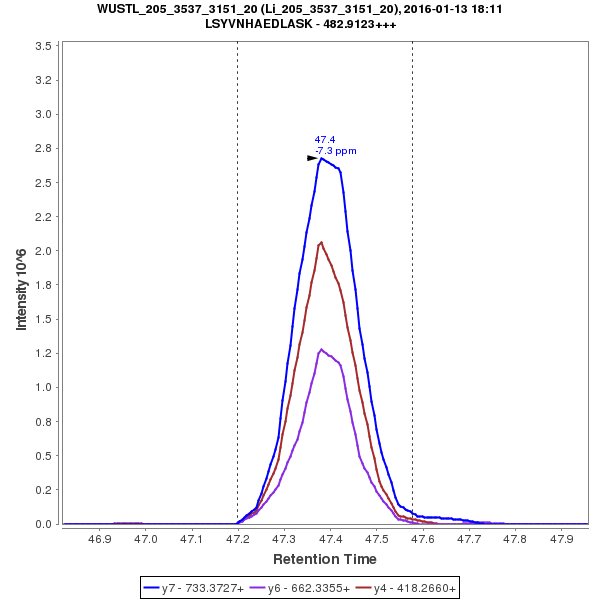 WUSTL_205_3537_3151_20 (Li_205_3537_3151_20), 2016-01-13 18:11
LSYVNHAEDLASK - 482.9123+++
3.5
3.2
3.0
2.8
2.5
2.2
2.0
1.8
1.5
1.2
1.0
0.8
0.5
0.2
0.0
Intensity 10^6
47.4
-7.3 ppm
46.9 47.0 47.1 47.2 47.3 47.4 47.5 47.6 47.7 47.8 47.9
Retention Time
y7 - 733.3727+ y6 - 662.3355+ y4 - 418.2660+